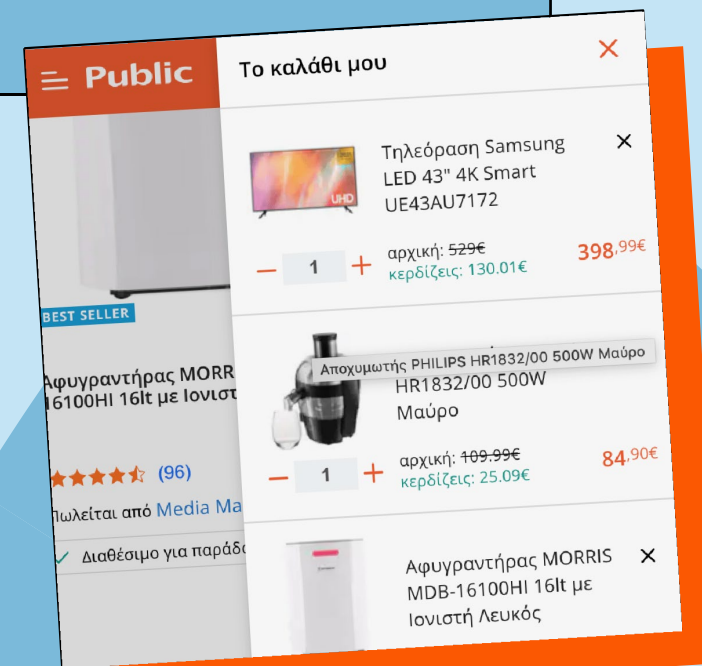 Public
Το καλάθι μου
Τηλεόραση Samsung
LED 43" 4K Smart
UE43AU7172
UHD
1
αρχική: 529€
κερδίζεις: 130.01€
398,99€
BEST SELLER
Αφυγραντήρας MORR
16100HI 16lt με Ιονιστ
(96)
Πωλείται από Media Ma
Διαθέσιμο για παράδο
Αποχυμωτής PHILIPS HR1832/00 500W Μαύρο
HR1832/00 500W
Μαύρο
1
αρχική: 109.99€
κερδίζεις: 25.09€
84,90€
Αφυγραντήρας MORRIS
MDB-16100HI 16lt με
Ιονιστή Λευκός